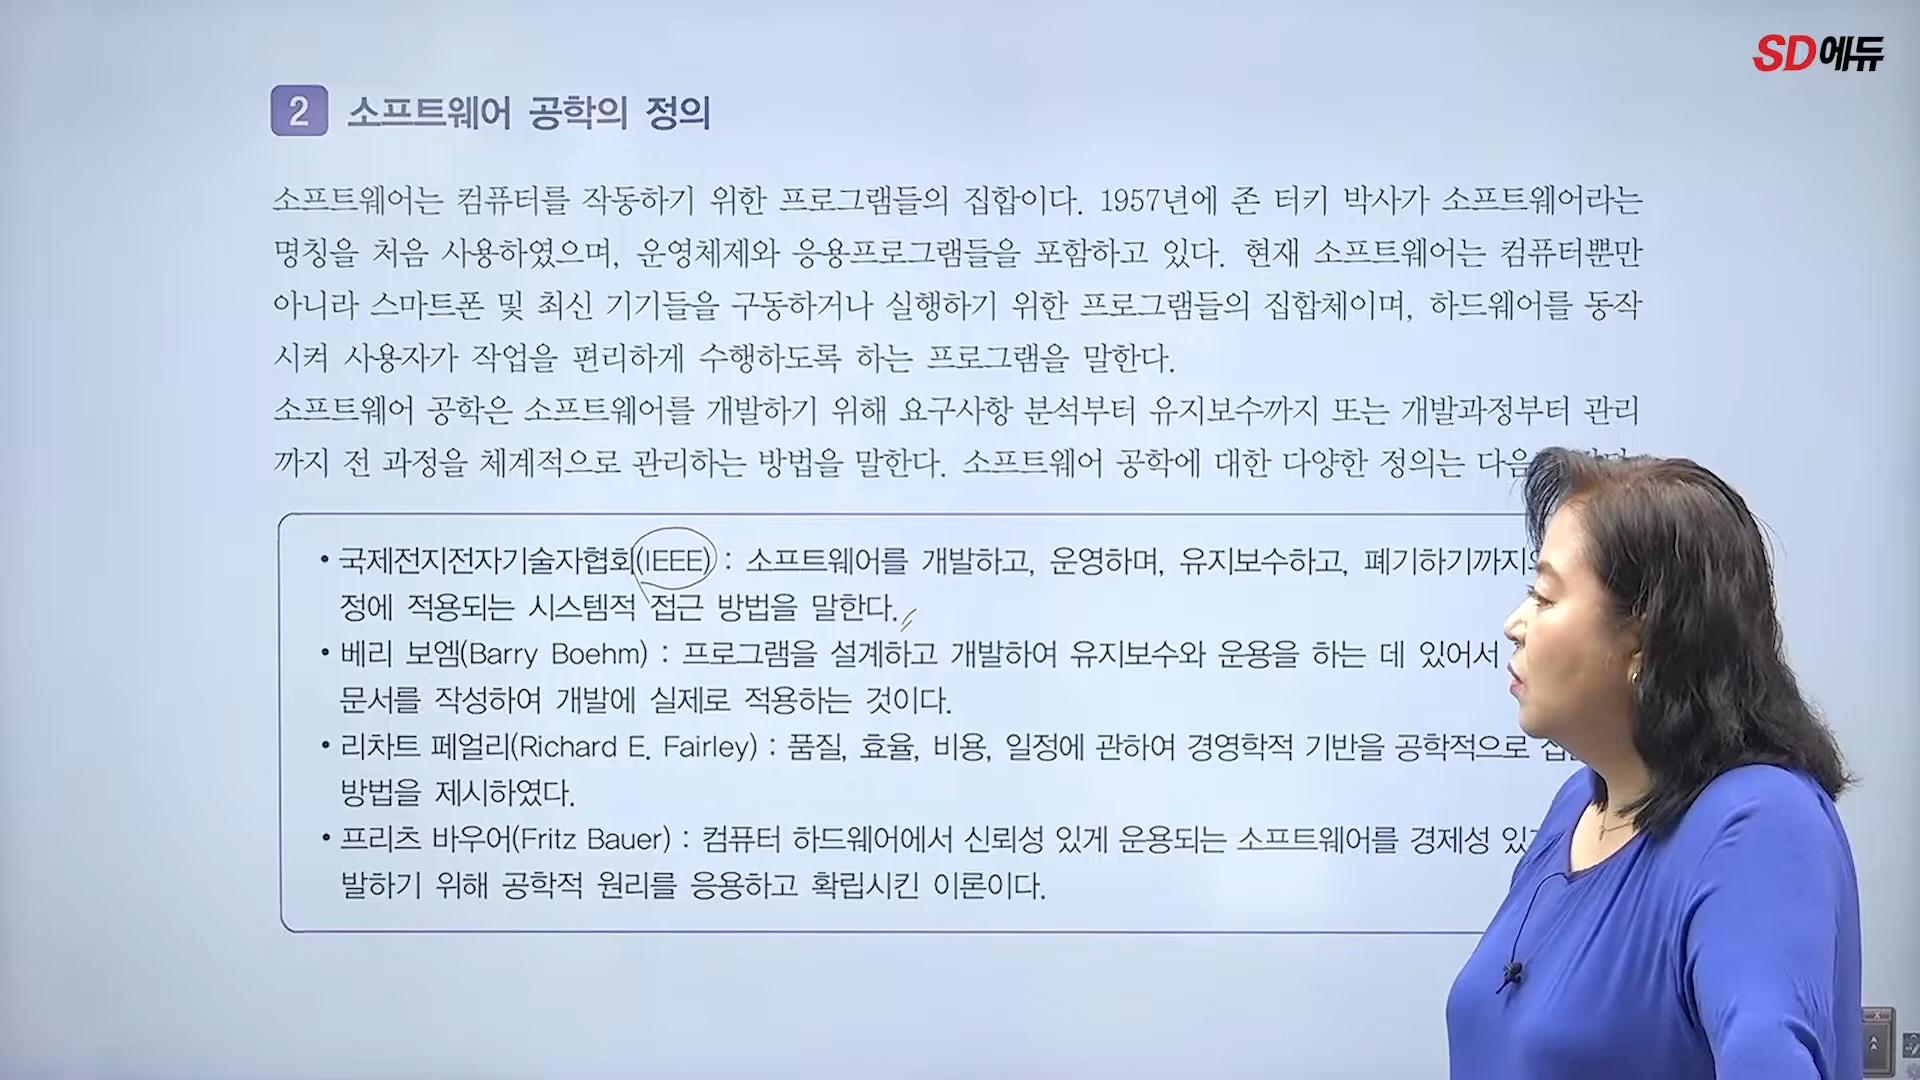 SD에듀
2 소프트웨어 공학의 정의
소프트웨어는 컴퓨터를 작동하기 위한 프로그램들의 집합이다. 1957년에 존 터키 박사가 소프트웨어라는
명칭을 처음 사용하였으며, 운영체제와 응용프로그램들을 포함하고 있다. 현재 소프트웨어는 컴퓨터뿐만
아니라 스마트폰 및 최신 기기들을 구동하거나 실행하기 위한 프로그램들의 집합체이며, 하드웨어를 동작
시켜 사용자가 작업을 편리하게 수행하도록 하는 프로그램을 말한다.
소프트웨어 공학은 소프트웨어를 개발하기 위해 요구사항 분석부터 유지보수까지 또는 개발과정부터 관리
까지 전 과정을 체계적으로 관리하는 방법을 말한다. 소프트웨어 공학에 대한 다양한 정의는 다음
• 국제전지전자기술자협회(IEEE) : 소프트웨어를 개발하고, 운영하며, 유지보수하고, 폐기하기까지의
정에 적용되는 시스템적 접근 방법을 말한다.
• 베리 보엠(Barry Boehm) : 프로그램을 설계하고 개발하여 유지보수와 운용을 하는 데 있어서
문서를 작성하여 개발에 실제로 적용하는 것이다.
• 리차트 페얼리(Richard E. Fairley) : 품질, 효율, 비용, 일정에 관하여 경영학적 기반을 공학적으로
방법을 제시하였다.
• 프리츠 바우어(Fritz Bauer) : 컴퓨터 하드웨어에서 신뢰성 있게 운용되는 소프트웨어를 경제성
발하기 위해 공학적 원리를 응용하고 확립시킨 이론이다.